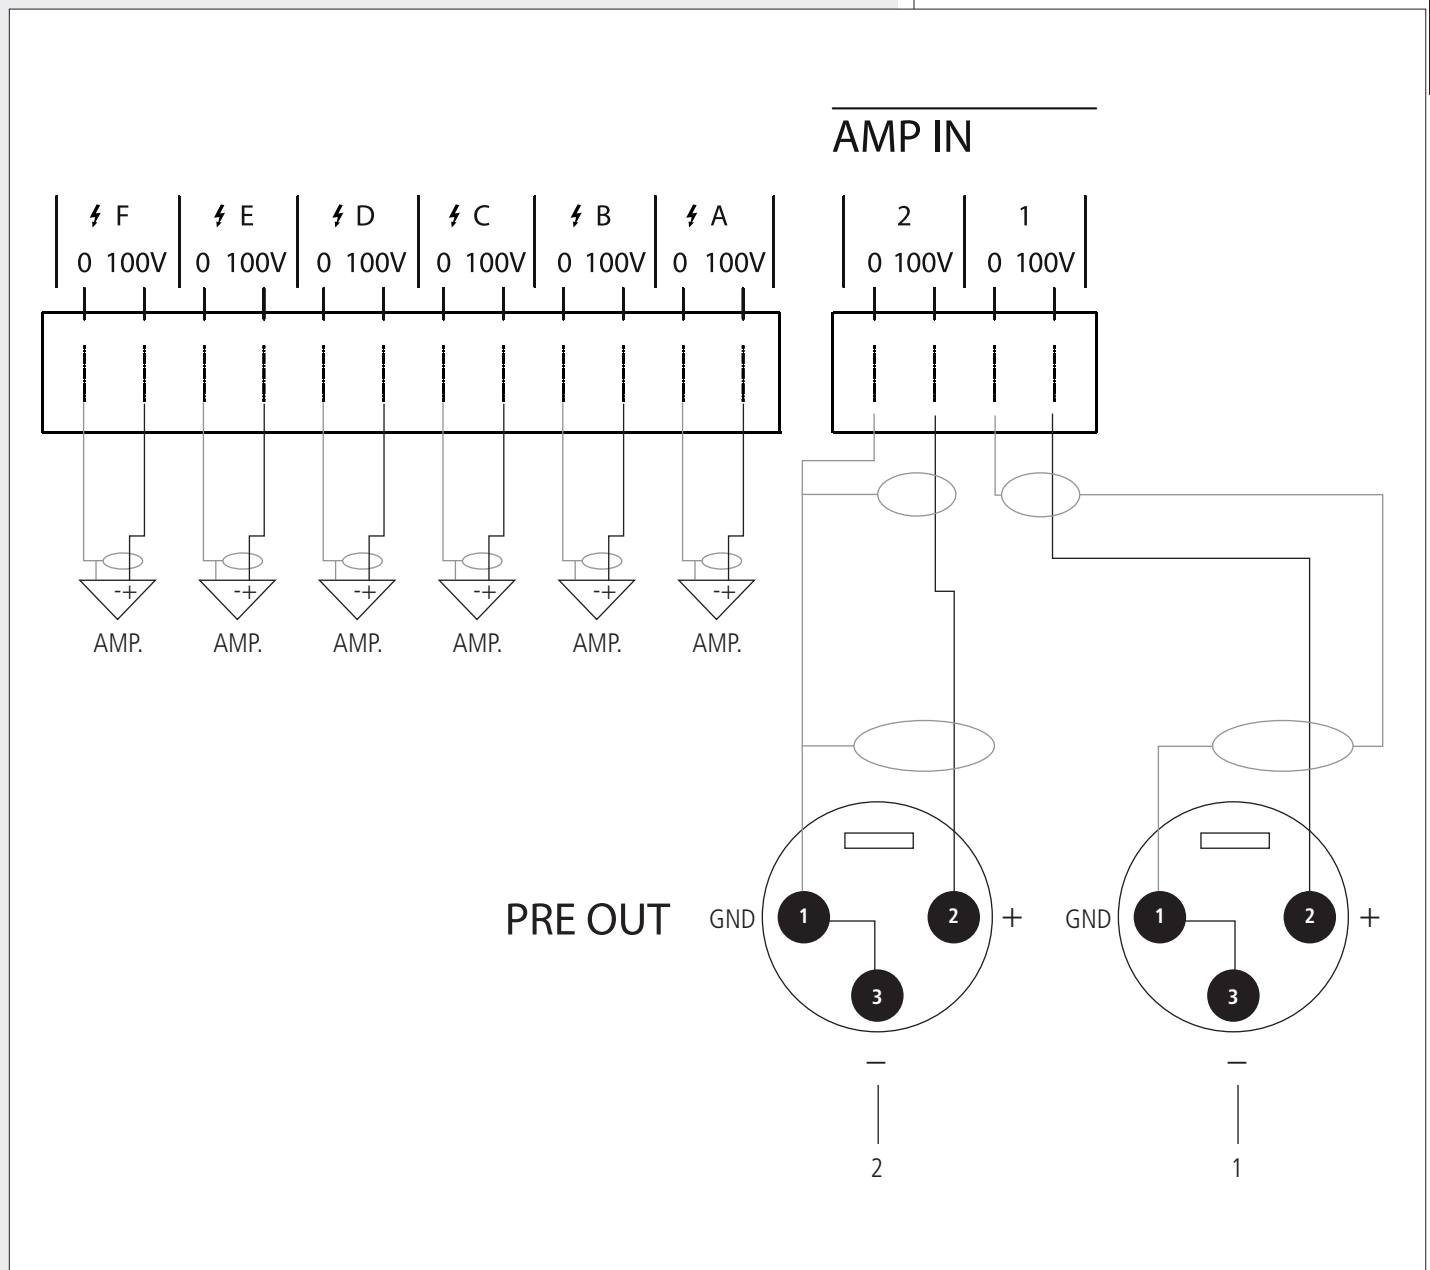 AMP IN
F E D C B A 2 1
0 100V 0 100V 0 100V 0 100V 0 100V 0 100V 0 100V 0 100V
-+ -+ -+ -+ -+ -+
AMP. AMP. AMP. AMP. AMP. AMP.
PRE OUT GND 1 2 + GND 1 2 +
3 3
– –
2 1